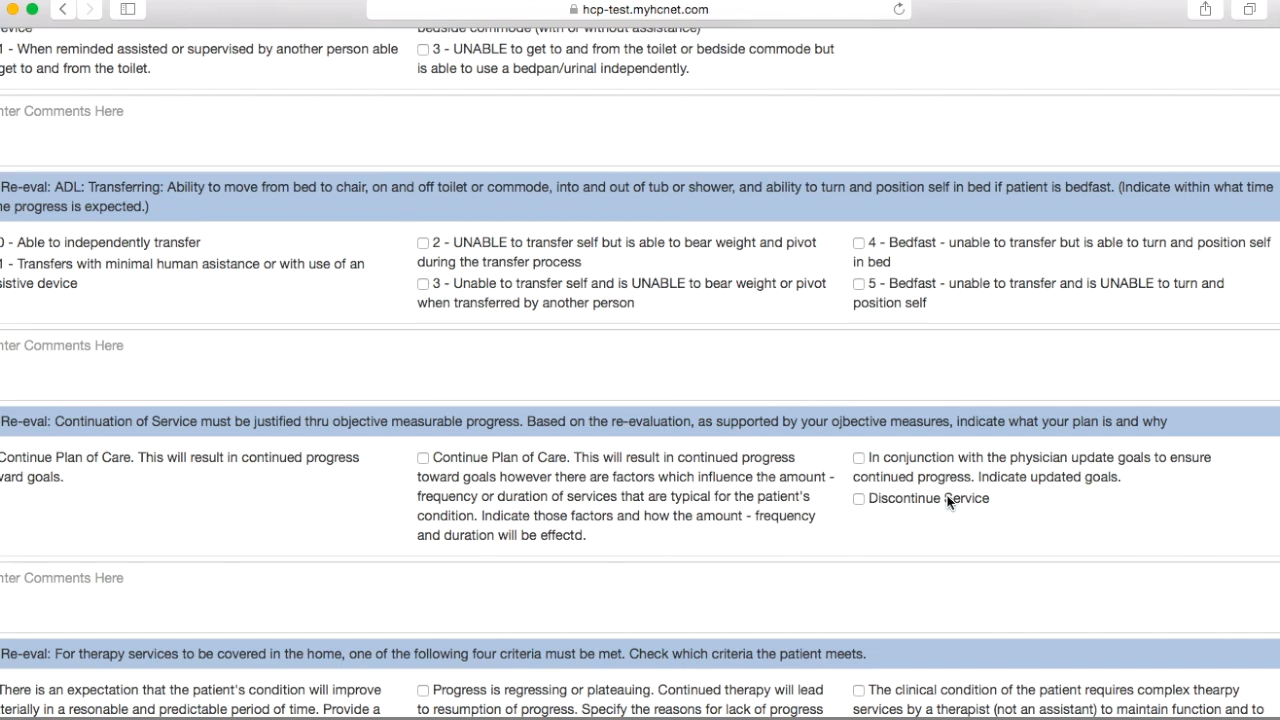 hcp-test.myhcnet.com
evice
bedside commode (with or without assistance)
1 - When reminded assisted or supervised by another person able
get to and from the toilet.
3 - UNABLE to get to and from the toilet or bedside commode but
is able to use a bedpan/urinal independently.
nter Comments Here
Re-eval: ADL: Transferring: Ability to move from bed to chair, on and off toilet or commode, into and out of tub or shower, and ability to turn and position self in bed if patient is bedfast. (Indicate within what time
he progress is expected.)
0 - Able to independently transfer
1 - Transfers with minimal human asistance or with use of an
sistive device
2 - UNABLE to transfer self but is able to bear weight and pivot
during the transfer process
3 - Unable to transfer self and is UNABLE to bear weight or pivot
when transferred by another person
4 - Bedfast - unable to transfer but is able to turn and position self
in bed
5 - Bedfast - unable to transfer and is UNABLE to turn and
position self
nter Comments Here
Re-eval: Continuation of Service must be justified thru objective measurable progress. Based on the re-evaluation, as supported by your ojbective measures, indicate what your plan is and why
Continue Plan of Care. This will result in continued progress
ward goals.
Continue Plan of Care. This will result in continued progress
toward goals however there are factors which influence the amount -
frequency or duration of services that are typical for the patient's
condition. Indicate those factors and how the amount - frequency
and duration will be effectd.
In conjunction with the physician update goals to ensure
continued progress. Indicate updated goals.
Discontinue Service
nter Comments Here
Re-eval: For therapy services to be covered in the home, one of the following four criteria must be met. Check which criteria the patient meets.
There is an expectation that the patient's condition will improve
terially in a resonable and predictable period of time. Provide a
Progress is regressing or plateauing. Continued therapy will lead
to resumption of progress. Specify the reasons for lack of progress
The clinical condition of the patient requires complex thearpy
services by a therapist (not an assistant) to maintain function and to